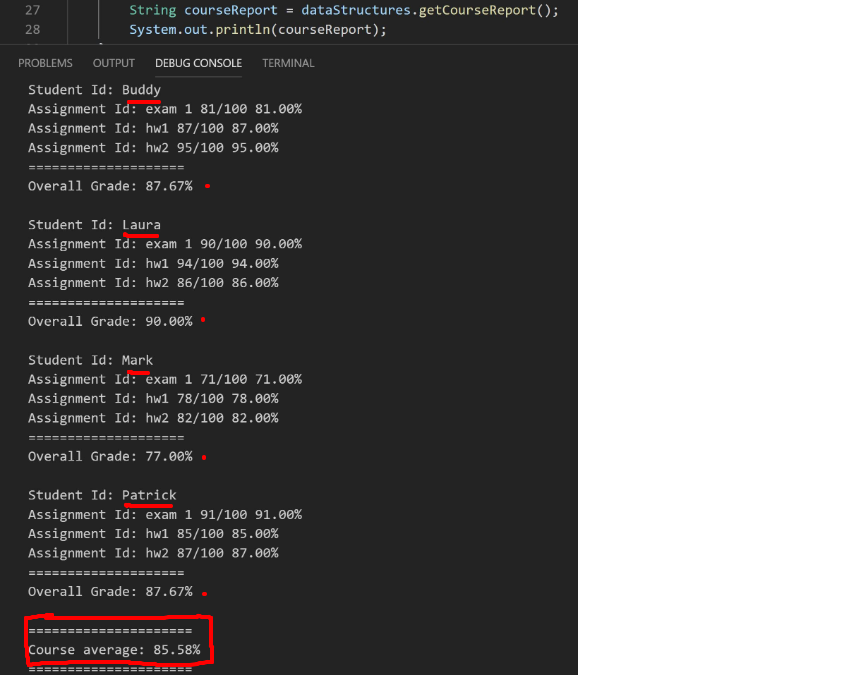 27 String courseReport = dataStructures.getCourseReport();
28 System.out.println(courseReport);
PROBLEMS OUTPUT DEBUG CONSOLE TERMINAL
Student Id: Buddy
Assignment Id: exam 1 81/100 81.00%
Assignment Id: hw1 87/100 87.00%
Assignment Id: hw2 95/100 95.00%
====================
Overall Grade: 87.67%
Student Id: Laura
Assignment Id: exam 1 90/100 90.00%
Assignment Id: hw1 94/100 94.00%
Assignment Id: hw2 86/100 86.00%
====================
Overall Grade: 90.00%
Student Id: Mark
Assignment Id: exam 1 71/100 71.00%
Assignment Id: hw1 78/100 78.00%
Assignment Id: hw2 82/100 82.00%
====================
Overall Grade: 77.00%
Student Id: Patrick
Assignment Id: exam 1 91/100 91.00%
Assignment Id: hw1 85/100 85.00%
Assignment Id: hw2 87/100 87.00%
====================
Overall Grade: 87.67%
=====================
Course average: 85.58%
=====================